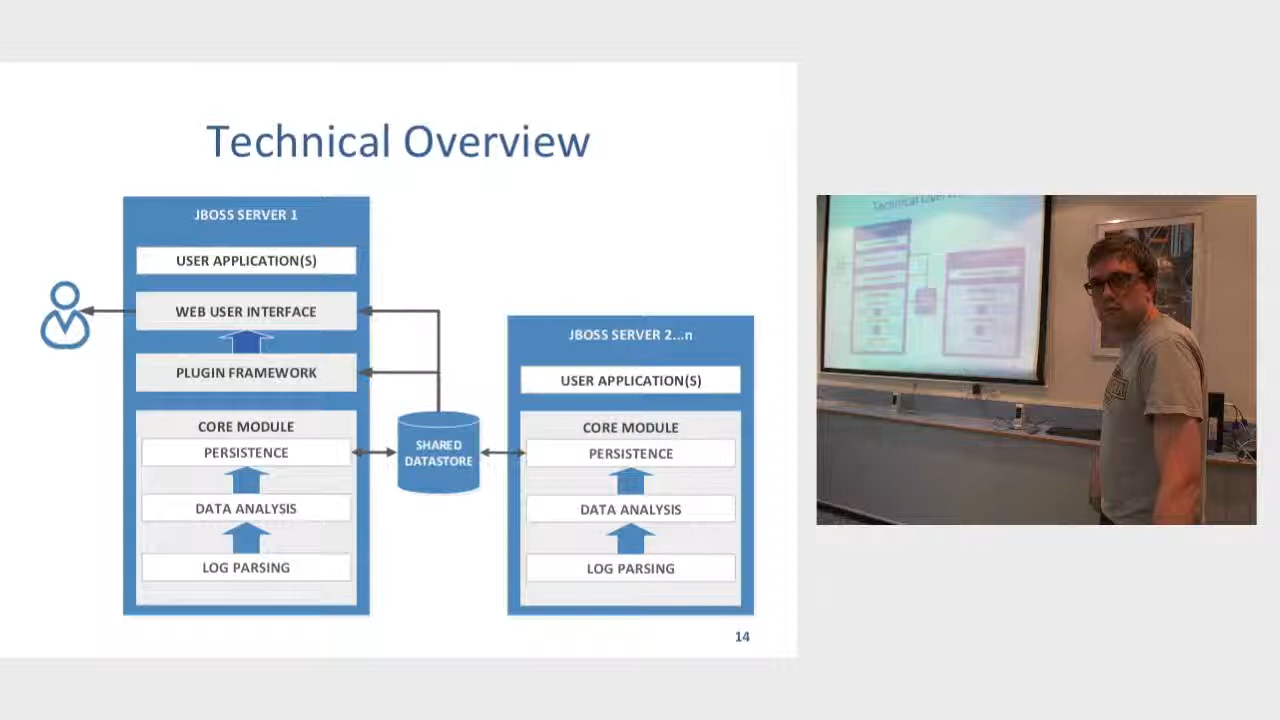 Technical Overview
JBOSS SERVER 1
USER APPLICATION(S)
WEB USER INTERFACE
PLUGIN FRAMEWORK
CORE MODULE
PERSISTENCE
DATA ANALYSIS
LOG PARSING
SHARED
DATASTORE
JBOSS SERVER 2...n
USER APPLICATION(S)
CORE MODULE
PERSISTENCE
DATA ANALYSIS
LOG PARSING
14
Technical